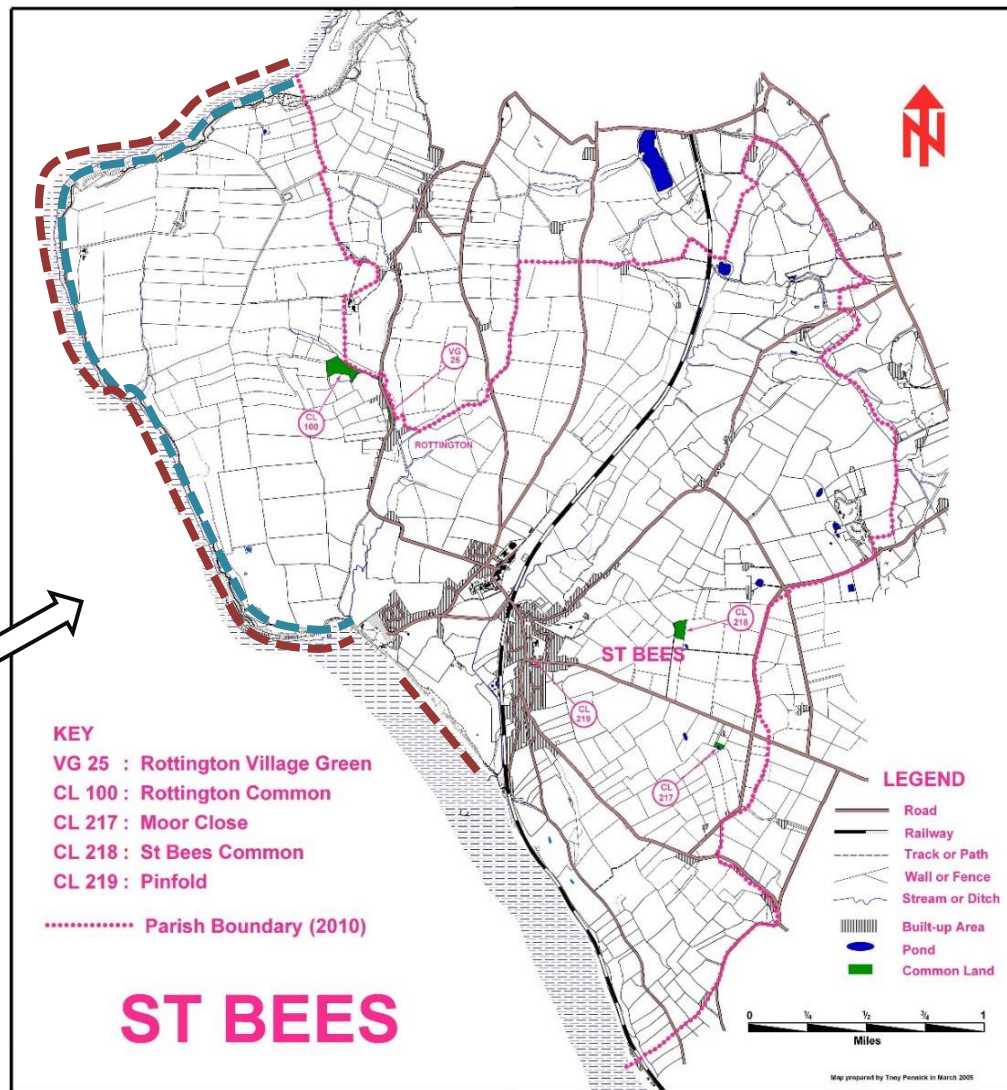 N
VG
25
CL
100
ROTTINGTON
CL
218
ST BEES
CL
219
CL
217
KEY
VG 25 : Rottington Village Green
CL 100 : Rottington Common
CL 217 : Moor Close
CL 218 : St Bees Common
CL 219 : Pinfold
Parish Boundary (2010)
ST BEES
LEGEND
Road
Railway
Track or Path
Wall or Fence
Stream or Ditch
Built-up Area
Pond
Common Land
0 ¼ ½ ¾ 1
Miles
Map prepared by Tony Pennick in March 2005